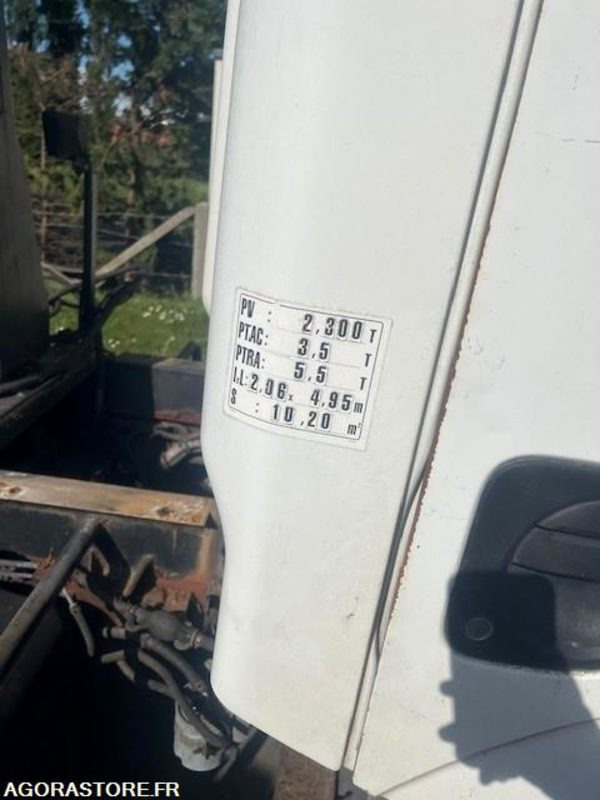 PV : 2,300 T
PTAC: 3,5 T
PTRA: 5,5 T
l×L: 2,06 x 4,95 m
S : 10,20 m²
AGORASTORE.FR